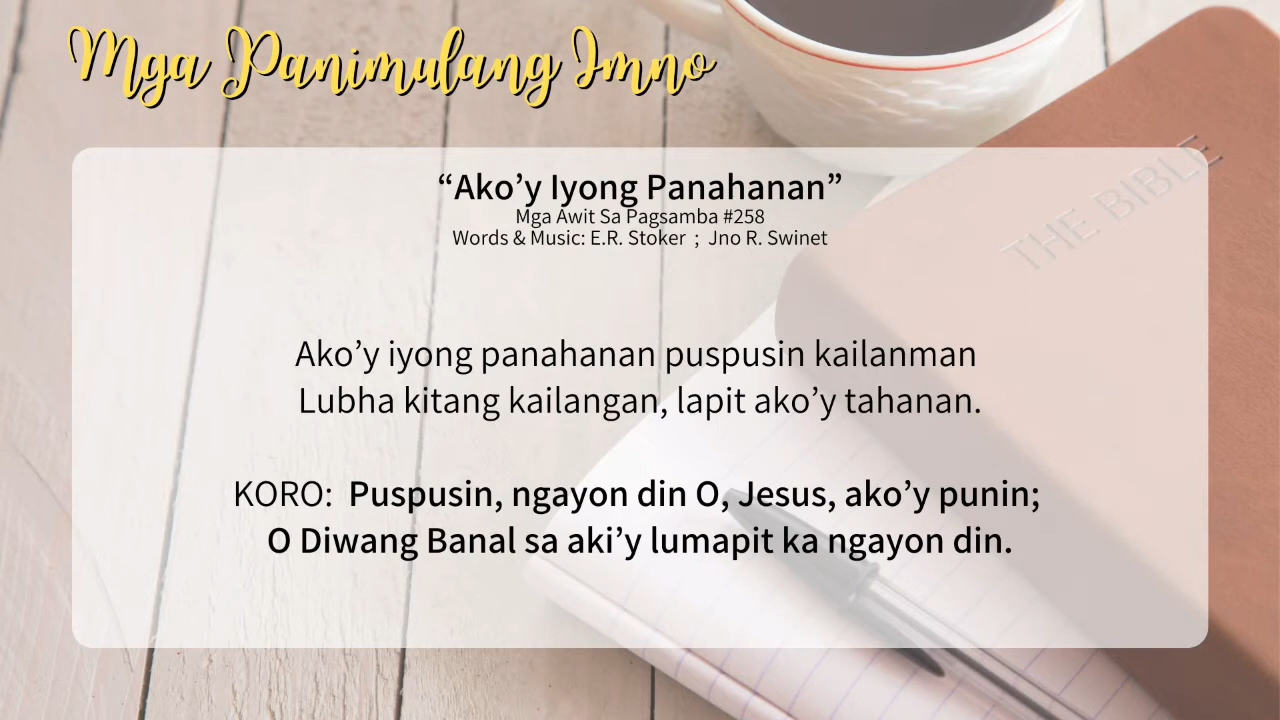 Mga Panimulang Imno
“Ako’y Iyong Panahanan”
Mga Awit Sa Pagsamba #258
Words & Music: E.R. Stoker ; Jno R. Swinet
Ako’y iyong panahanan puspusin kailanman
Lubha kitang kailangan, lapit ako’y tahanan.
KORO: Puspusin, ngayon din O, Jesus, ako’y punin;
O Diwang Banal sa aki’y lumapit ka ngayon din.
THE BIBLE